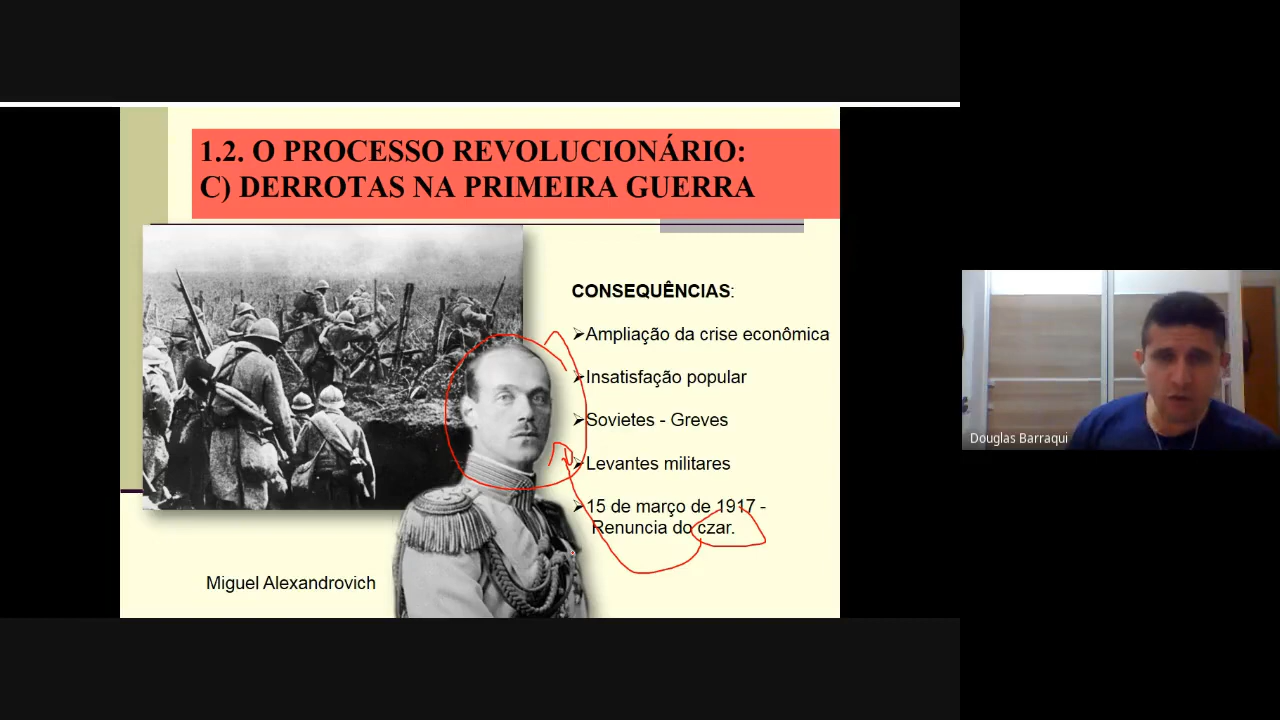 1.2. O PROCESSO REVOLUCIONÁRIO:
C) DERROTAS NA PRIMEIRA GUERRA
CONSEQUÊNCIAS:
Ampliação da crise econômica
Insatisfação popular
Sovietes - Greves
Levantes militares
15 de março de 1917 -
Renuncia do czar.
Miguel Alexandrovich
Douglas Barraqui